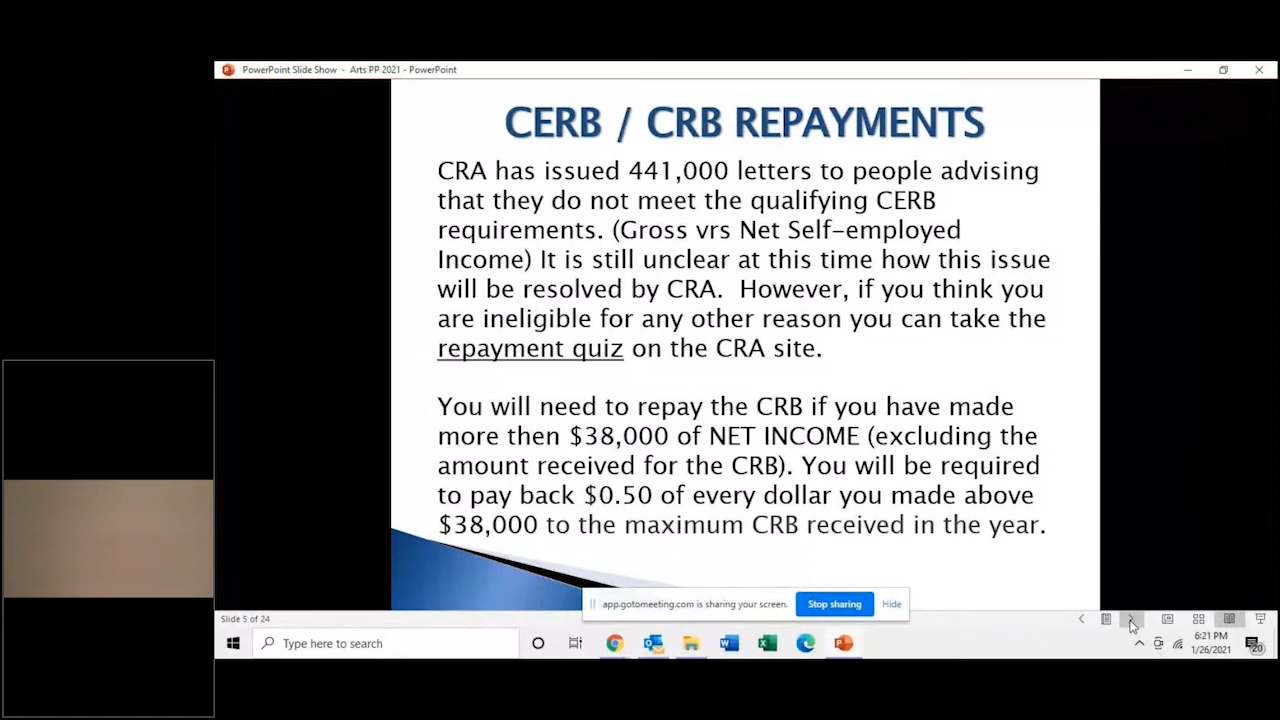 PowerPoint Slide Show - Arts PP 2021 - PowerPoint
CERB / CRB REPAYMENTS
CRA has issued 441,000 letters to people advising
that they do not meet the qualifying CERB
requirements. (Gross vrs Net Self-employed
Income) It is still unclear at this time how this issue
will be resolved by CRA.  However, if you think you
are ineligible for any other reason you can take the
repayment quiz on the CRA site.
You will need to repay the CRB if you have made
more then $38,000 of NET INCOME (excluding the
amount received for the CRB). You will be required
to pay back $0.50 of every dollar you made above
$38,000 to the maximum CRB received in the year.
app.gotomeeting.com is sharing your screen.
Stop sharing
Hide
Slide 5 of 24
Type here to search
6:21 PM
1/26/2021
20